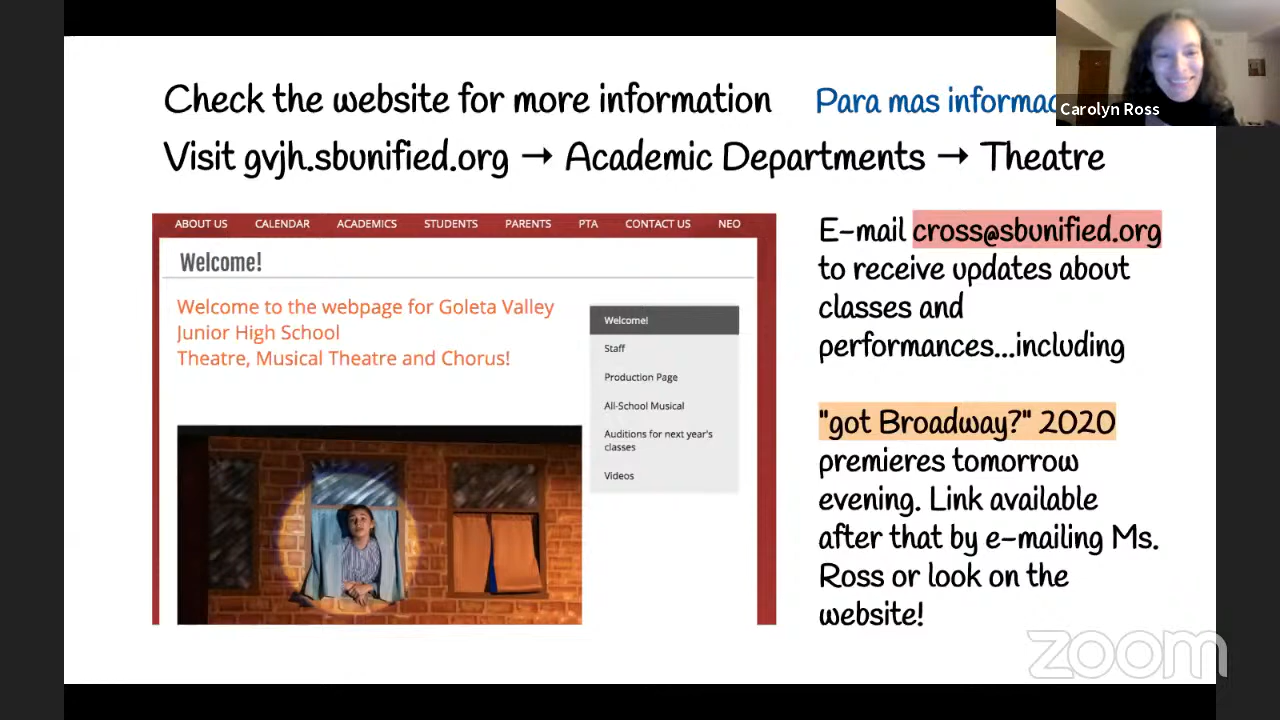 Check the website for more information
Para mas
Carolyn Ross
Visit gvjh.sbunified.org → Academic Departments → Theatre
ABOUT US CALENDAR ACADEMICS STUDENTS PARENTS PTA CONTACT US NEO
Welcome!
Welcome to the webpage for Goleta Valley
Junior High School
Theatre, Musical Theatre and Chorus!
Welcome!
Staff
Production Page
All-School Musical
Auditions for next year's
classes
Videos
E-mail cross@sbunified.org
to receive updates about
classes and
performances...including
"got Broadway?" 2020
premieres tomorrow
evening. Link available
after that by e-mailing Ms.
Ross or look on the
website!
zoom